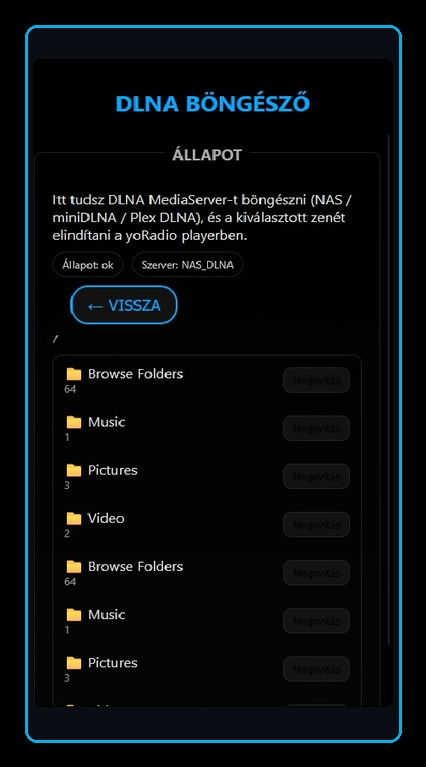 DLNA BÖNGÉSZŐ
ÁLLAPOT
Itt tudsz DLNA MediaServer-t böngészni (NAS /
miniDLNA / Plex DLNA), és a kiválasztott zenét
elindítani a yoRadio playerben.
Állapot: ok Szerver: NAS_DLNA
← VISSZA
/
Browse Folders
64
Megnyitás
Music
1
Megnyitás
Pictures
3
Megnyitás
Video
2
Megnyitás
Browse Folders
64
Megnyitás
Music
1
Megnyitás
Pictures
3
Megnyitás